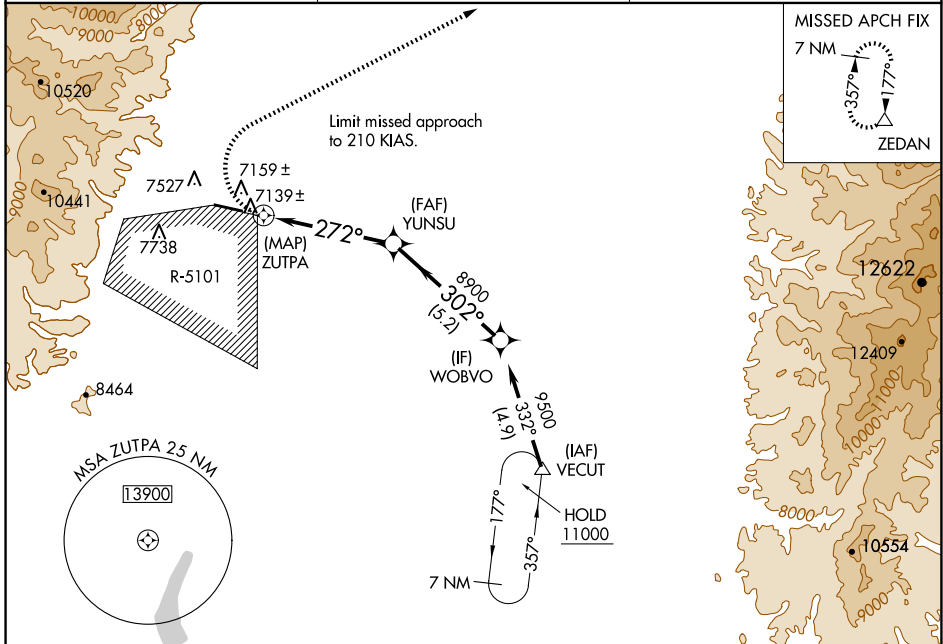 10000
9000
10520
10441
9000
Limit missed approach
to 210 KIAS.
MISSED APCH FIX
7 NM
357°
177°
ZEDAN
7527
7159 ±
7139 ±
7738
R-5101
(MAP)
ZUTPA
272°
(FAF)
YUNSU
8900
302°
(5.2)
(IF)
WOBVO
9500
332°
(4.9)
(IAF)
VECUT
HOLD
11000
177°
357°
7 NM
8464
MSA ZUTPA 25 NM
13900
12622
12409
11000
10000
8000
10554
9000